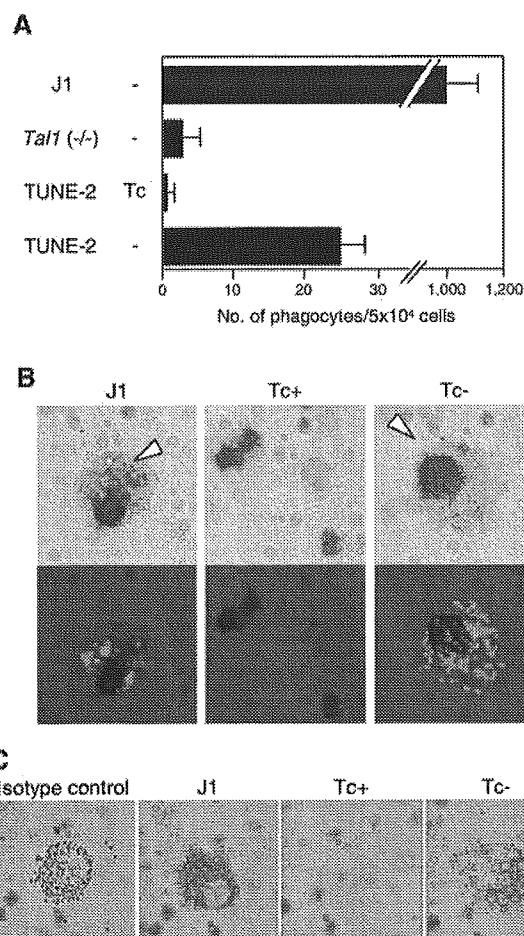 A
J1 -
Tal1 (-/-) -
TUNE-2 Tc
TUNE-2 -
0 10 20 30 1,000 1,200
No. of phagocytes/5x10⁴ cells
B
J1 Tc+ Tc-
C
Isotype control J1 Tc+ Tc-